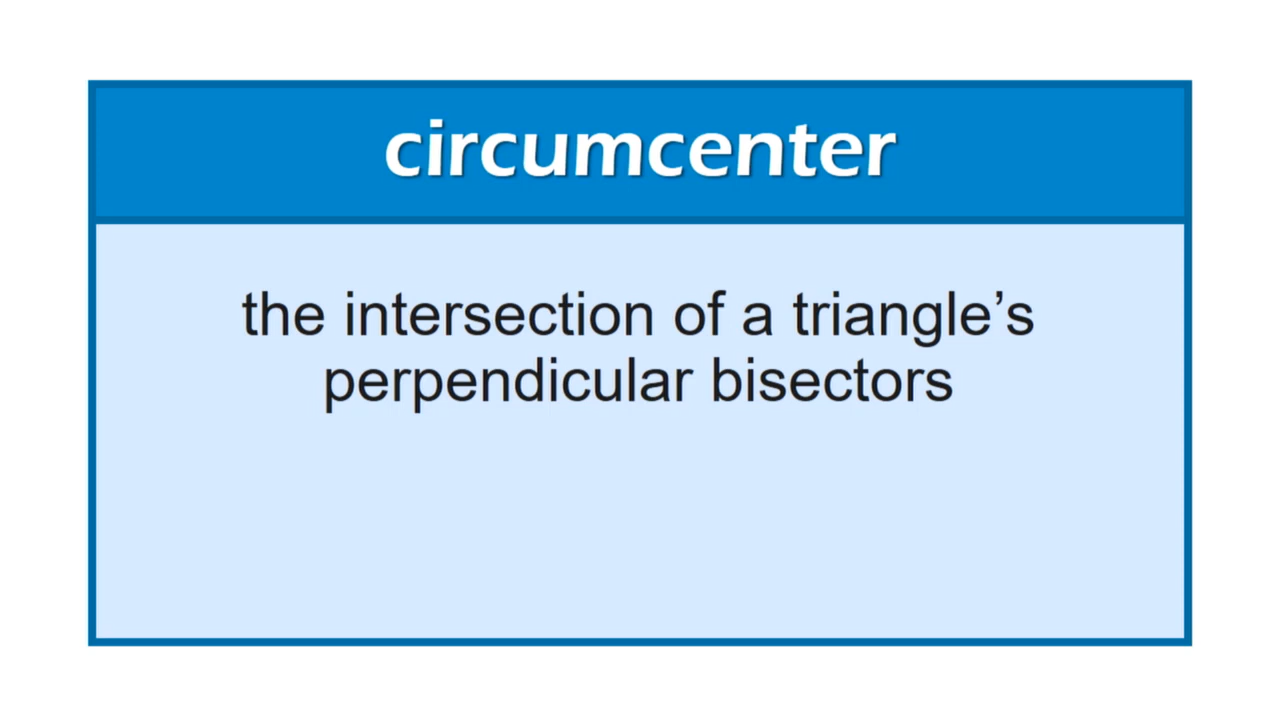 circumcenter
the intersection of a triangle’s
perpendicular bisectors